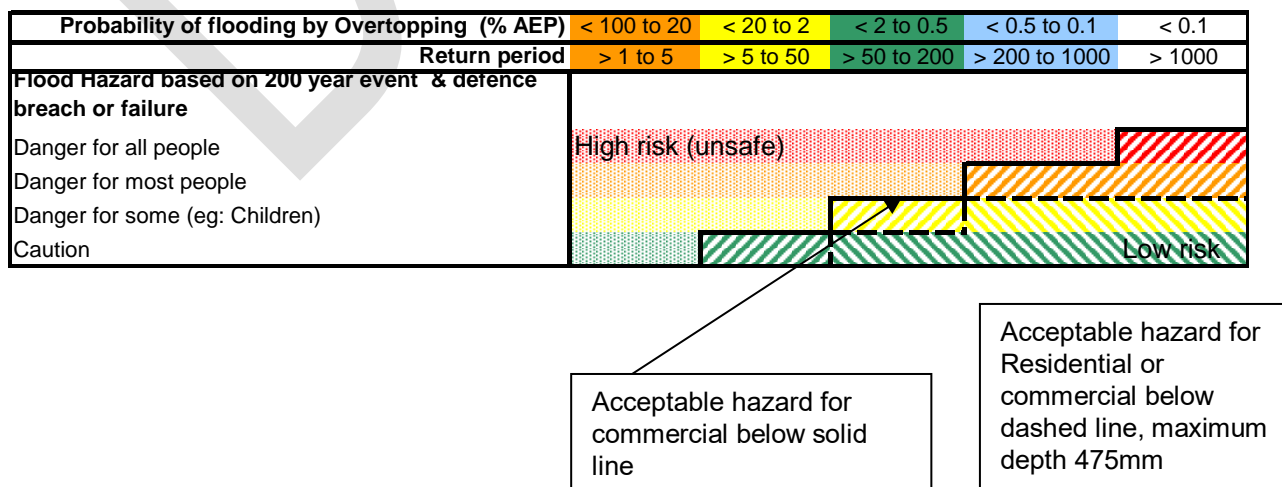 Probability of flooding by Overtopping (% AEP) < 100 to 20 < 20 to 2 < 2 to 0.5 < 0.5 to 0.1 < 0.1
Return period > 1 to 5 > 5 to 50 > 50 to 200 > 200 to 1000 > 1000
Flood Hazard based on 200 year event & defence
breach or failure
Danger for all people High risk (unsafe)
Danger for most people
Danger for some (eg: Children)
Caution Low risk
Acceptable hazard for
commercial below solid
line
Acceptable hazard for
Residential or
commercial below
dashed line, maximum
depth 475mm